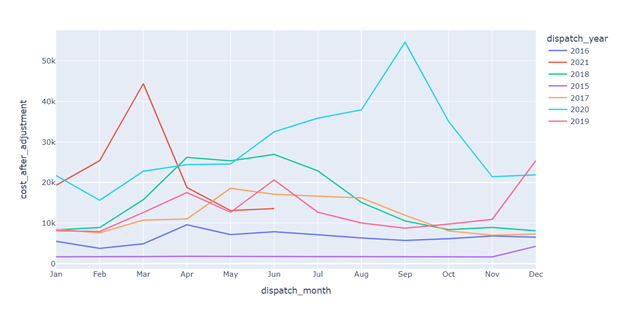 dispatch_year
2016
2021
2018
2015
2017
2020
2019
cost_after_adjustment
50k
40k
30k
20k
10k
0
Jan Feb Mar Apr May Jun Jul Aug Sep Oct Nov Dec
dispatch_month